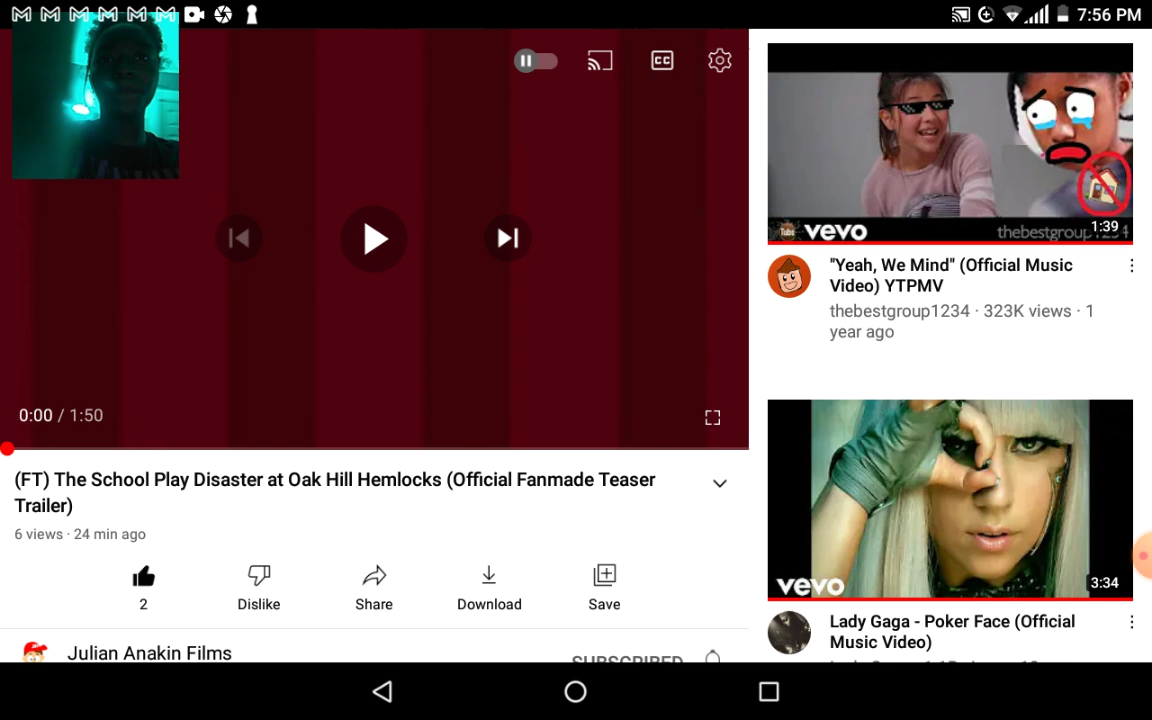 7:56 PM
CC
0:00 / 1:50
(FT) The School Play Disaster at Oak Hill Hemlocks (Official Fanmade Teaser
Trailer)
6 views · 24 min ago
2
Dislike
Share
Download
Save
Julian Anakin Films
SUBSCRIBED
vevo
thebestgroup1234
1:39
"Yeah, We Mind" (Official Music
Video) YTPMV
thebestgroup1234 · 323K views · 1
year ago
vevo
3:34
Lady Gaga - Poker Face (Official
Music Video)